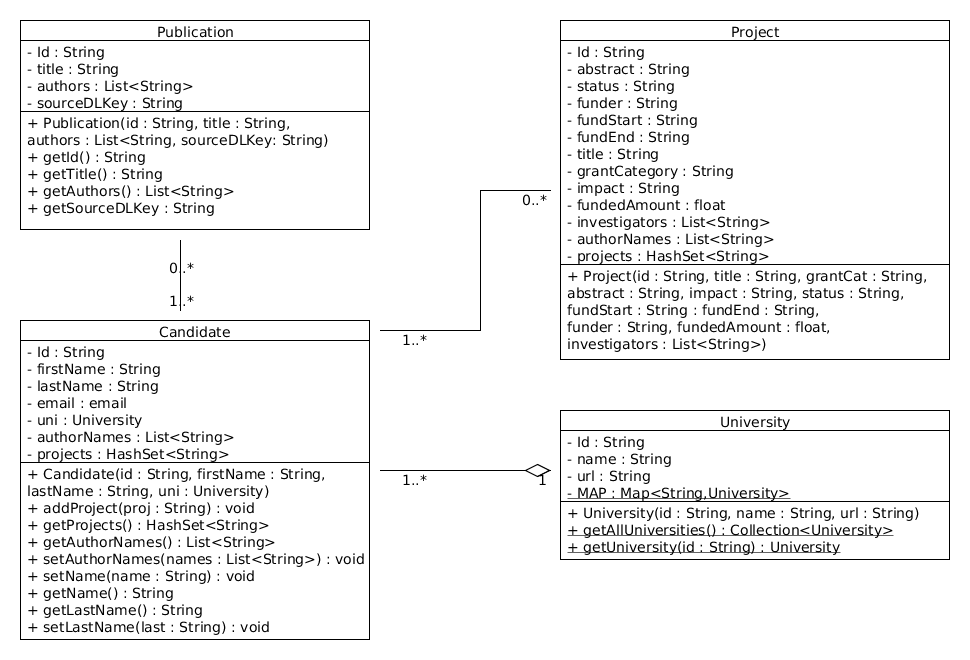 Publication
- Id : String
- title : String
- authors : List<String>
- sourceDLKey : String
+ Publication(id : String, title : String,
authors : List<String, sourceDLKey: String)
+ getId() : String
+ getTitle() : String
+ getAuthors() : List<String>
+ getSourceDLKey : String
0..*
1..*
Candidate
- Id : String
- firstName : String
- lastName : String
- email : email
- uni : University
- authorNames : List<String>
- projects : HashSet<String>
+ Candidate(id : String, firstName : String,
lastName : String, uni : University)
+ addProject(proj : String) : void
+ getProjects() : HashSet<String>
+ getAuthorNames() : List<String>
+ setAuthorNames(names : List<String>) : void
+ setName(name : String) : void
+ getName() : String
+ getLastName() : String
+ setLastName(last : String) : void
0..*
1..*
1..*
1
Project
- Id : String
- abstract : String
- status : String
- funder : String
- fundStart : String
- fundEnd : String
- title : String
- grantCategory : String
- impact : String
- fundedAmount : float
- investigators : List<String>
- authorNames : List<String>
- projects : HashSet<String>
+ Project(id : String, title : String, grantCat : String,
abstract : String, impact : String, status : String,
fundStart : String : fundEnd : String,
funder : String, fundedAmount : float,
investigators : List<String>)
University
- Id : String
- name : String
- url : String
- MAP : Map<String,University>
+ University(id : String, name : String, url : String)
+ getAllUniversities() : Collection<University>
+ getUniversity(id : String) : University